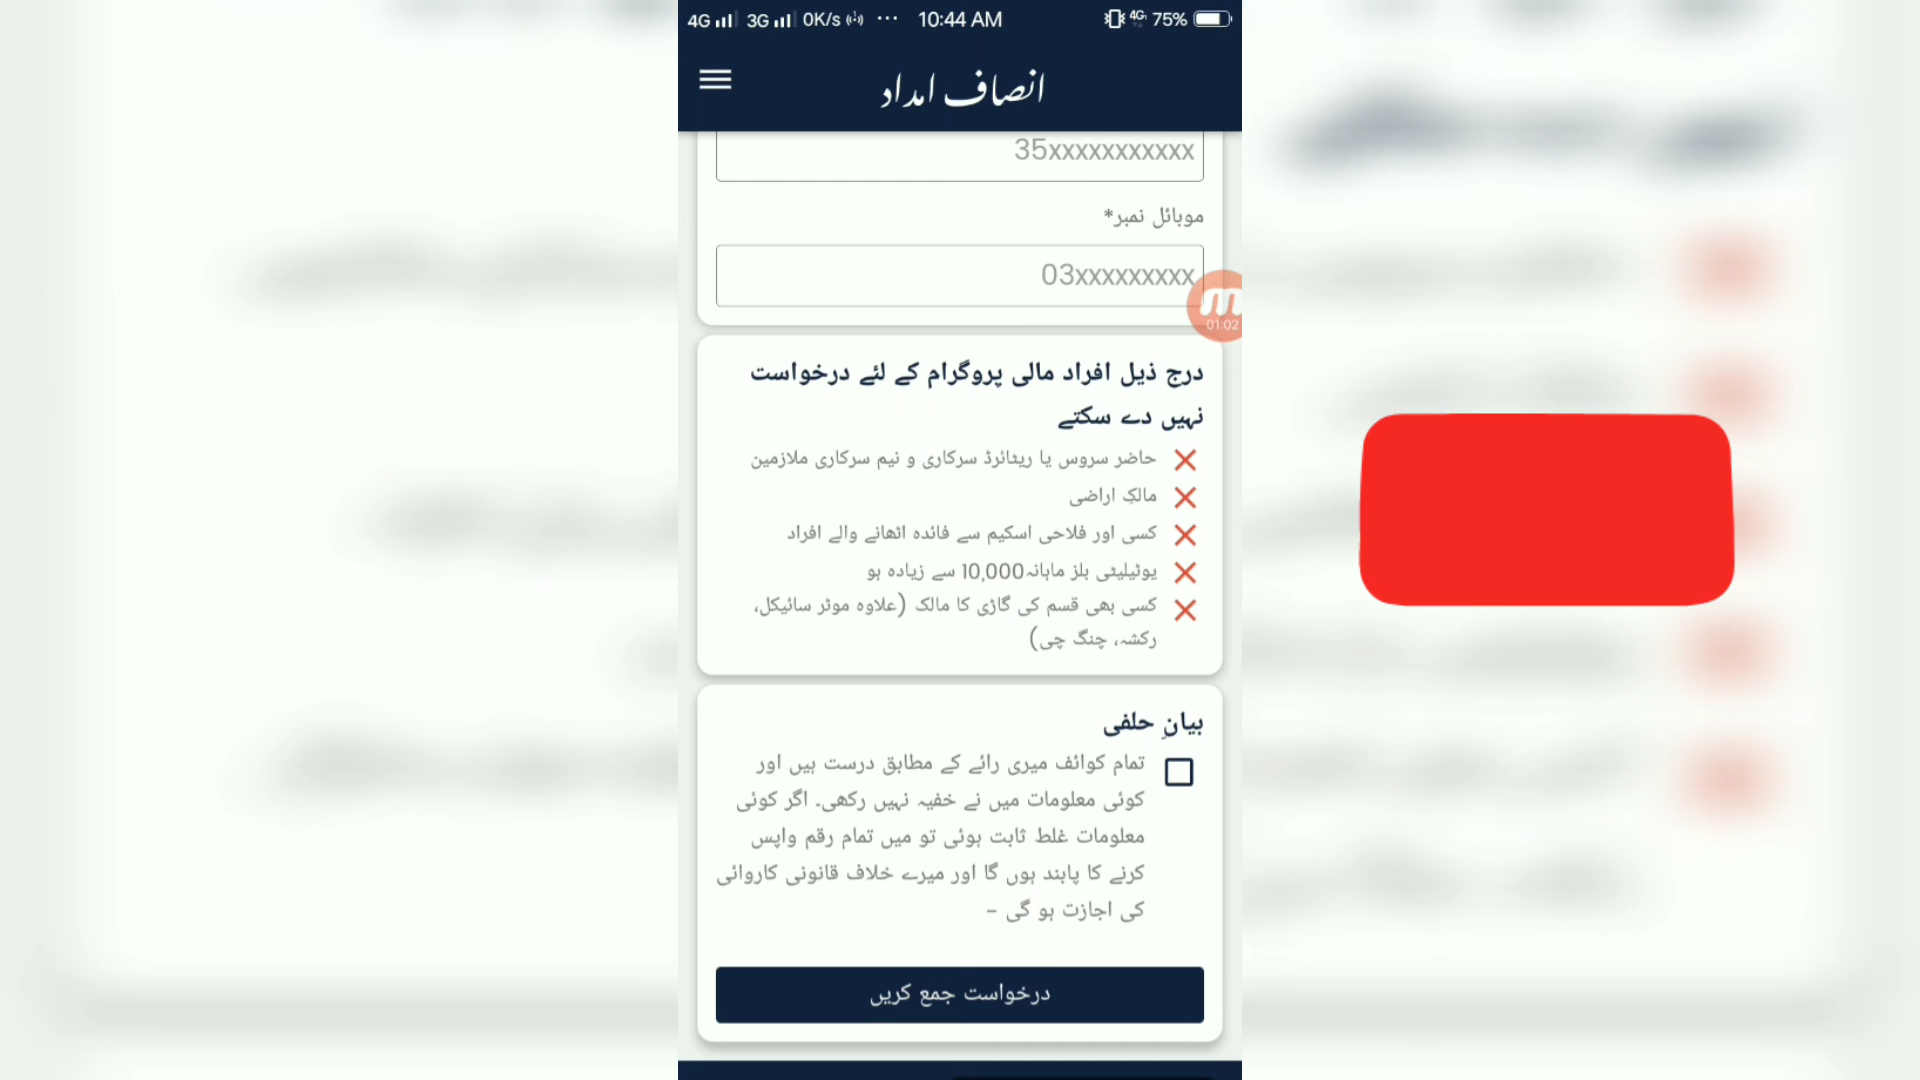 4G 3G 0K/s ... 10:44 AM 4G 75%
انصاف امداد
35xxxxxxxxxxx
موبائل نمبر*
03xxxxxxxxx
01:02
درج ذیل افراد مالی پروگرام کے لئے درخواست
نہیں دے سکتے
حاضر سروس یا ریٹائرڈ سرکاری و نیم سرکاری ملازمین
مالکِ اراضی
کسی اور فلاحی اسکیم سے فائدہ اٹھانے والے افراد
یوٹیلیٹی بلز ماہانہ10,000 سے زیادہ ہو
کسی بھی قسم کی گاڑی کا مالک (علاوہ موٹر سائیکل،
رکشہ، چنگ چی)
بیانِ حلفی
تمام کوائف میری رائے کے مطابق درست ہیں اور
کوئی معلومات میں نے خفیہ نہیں رکھی۔ اگر کوئی
معلومات غلط ثابت ہوئی تو میں تمام رقم واپس
کرنے کا پابند ہوں گا اور میرے خلاف قانونی کاروائی
کی اجازت ہو گی –
درخواست جمع کریں